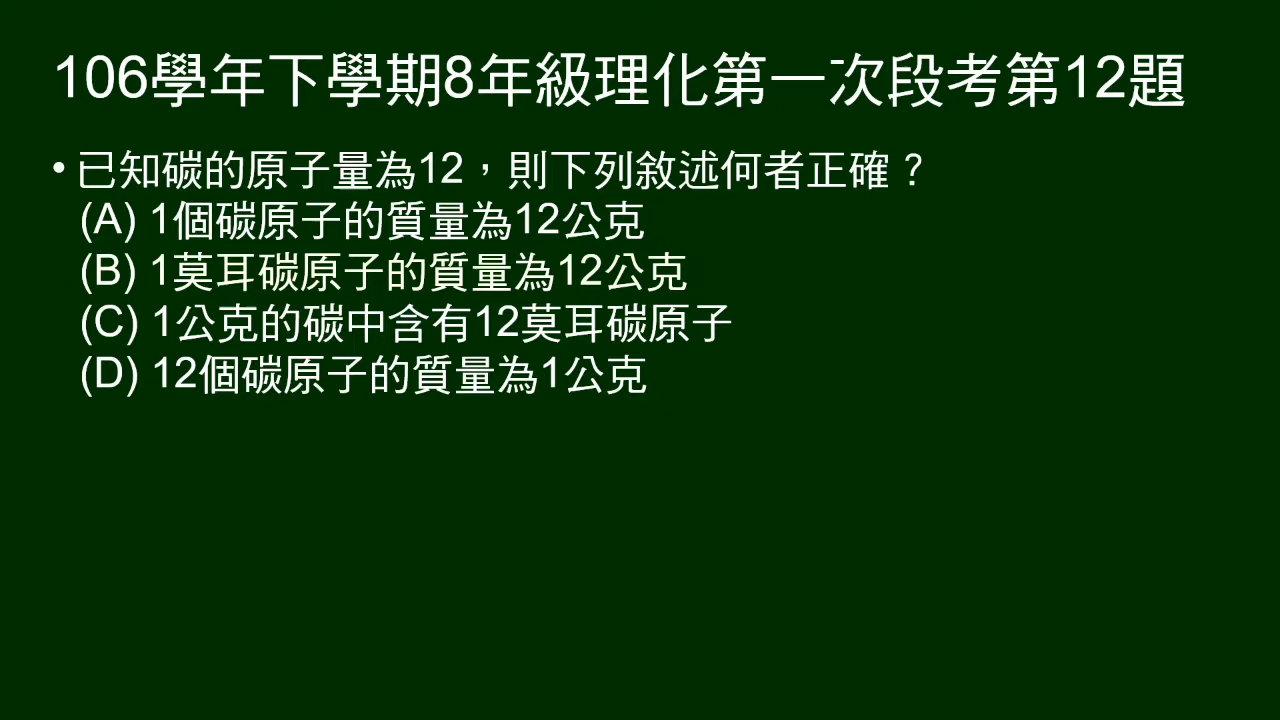 106學年下學期8年級理化第一次段考第12題
• 已知碳的原子量為12，則下列敘述何者正確？
(A) 1個碳原子的質量為12公克
(B) 1莫耳碳原子的質量為12公克
(C) 1公克的碳中含有12莫耳碳原子
(D) 12個碳原子的質量為1公克